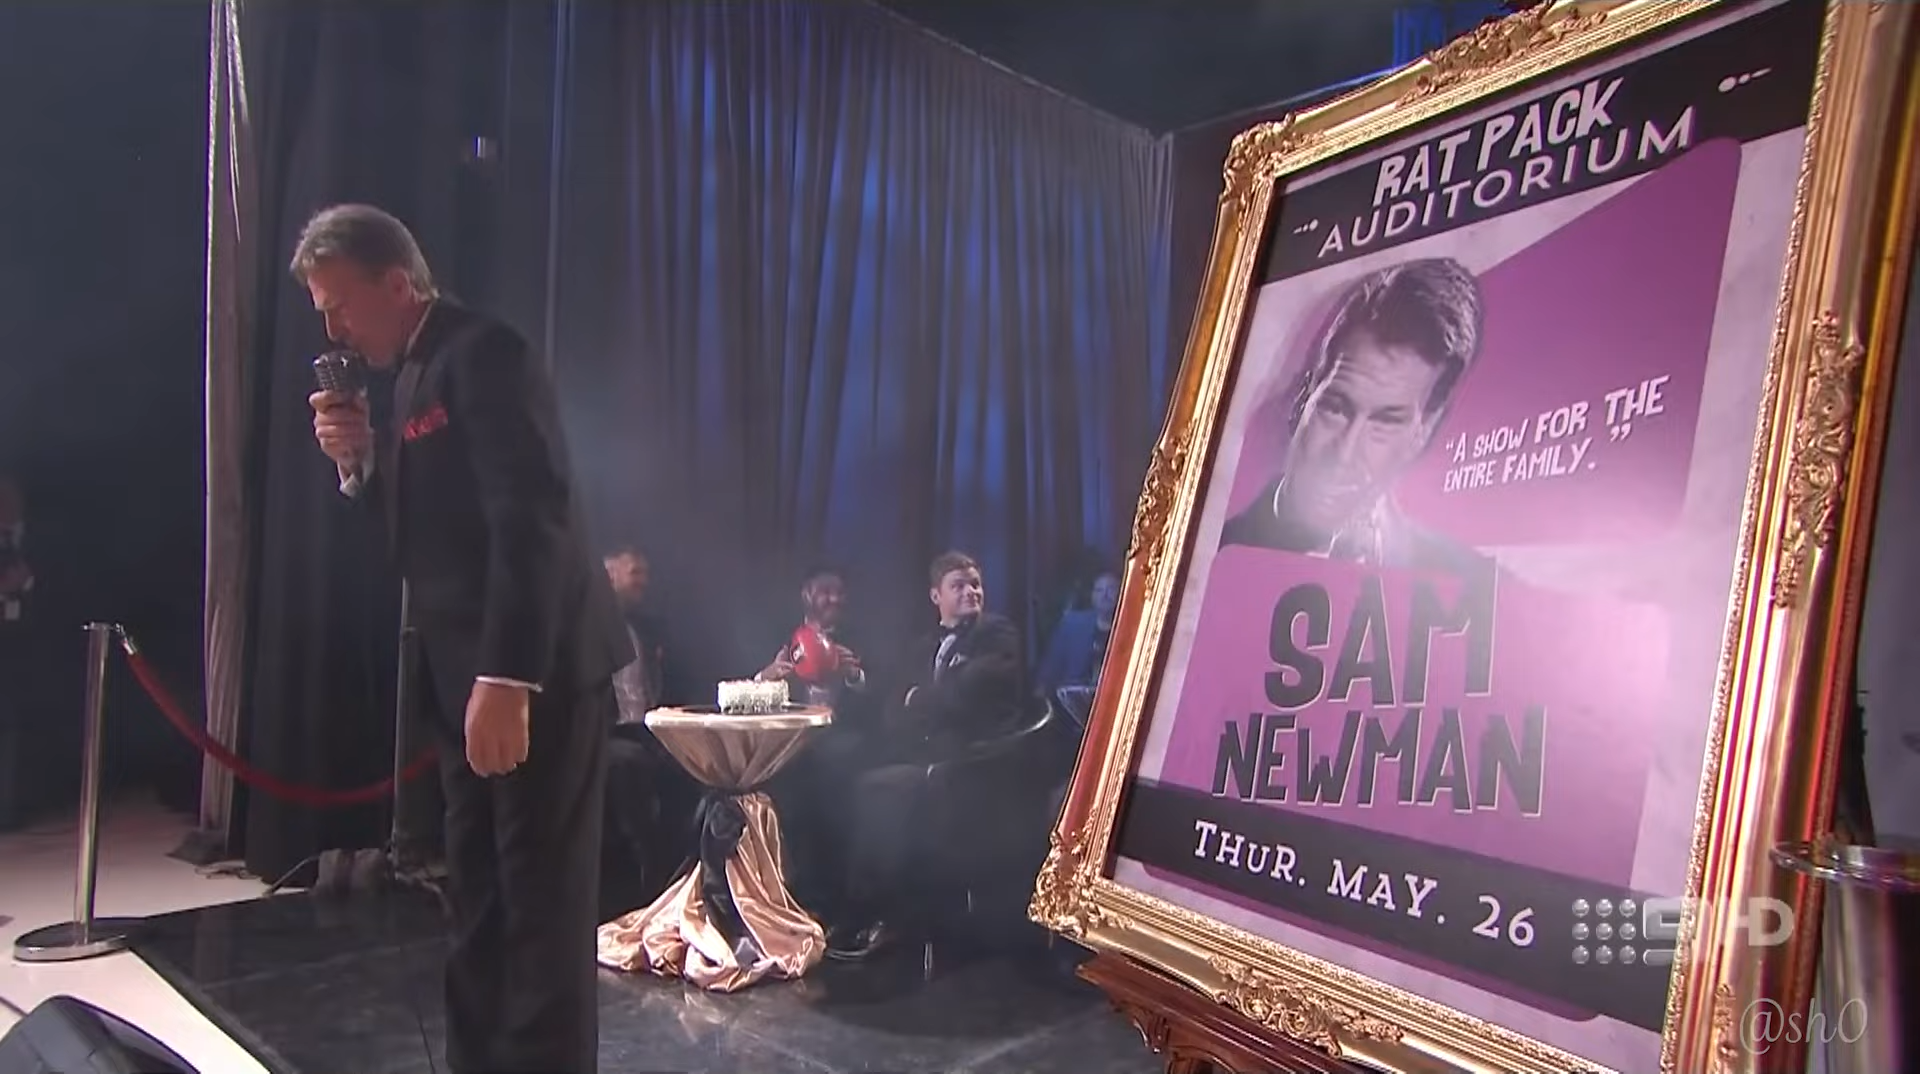 RAT PACK
AUDITORIUM
"A SHOW FOR THE
ENTIRE FAMILY."
SAM
NEWMAN
THUR. MAY. 26
9HD
@sh0